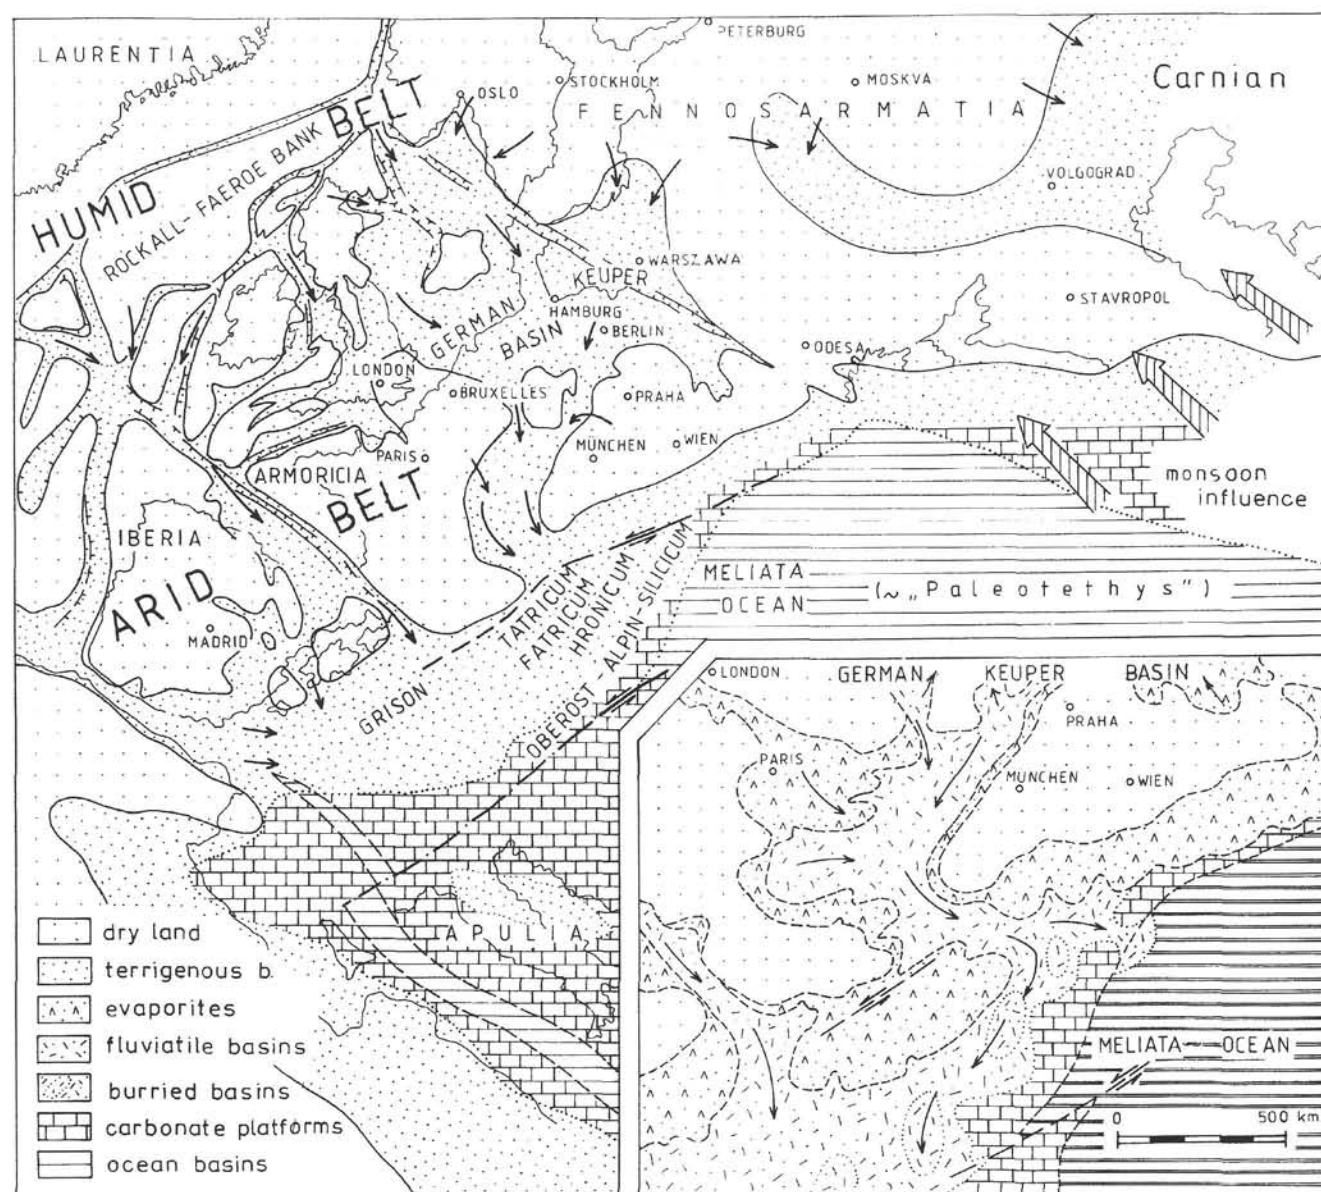 PETERBURG
LAURENTIA
STOCKHOLM
MOSKVA
Carnian
OSLO
FENNOSARMATIA
HUMID BELT
ROCKALL-FAEROE BANK
VOLGOGRAD
WARSZAWA
KEUPER
STAVROPOL
HAMBURG
GERMAN
BASIN
BERLIN
ODESA
LONDON
BRUXELLES
PRAHA
MÜNCHEN
WIEN
PARIS
ARMORICIA
ARID BELT
monsoon
influence
IBERIA
MADRID
MELIATA
OCEAN
(~ „Paleotethys")
TATRICUM
FATRICUM
HRONICUM
OBEROST - ALPIN-SILICICUM
GRISON
APULIA
LONDON
GERMAN KEUPER BASIN
PRAHA
PARIS
MÜNCHEN
WIEN
MELIATA OCEAN
0 500 km
dry land
terrigenous b.
evaporites
fluviatile basins
burried basins
carbonate platforms
ocean basins